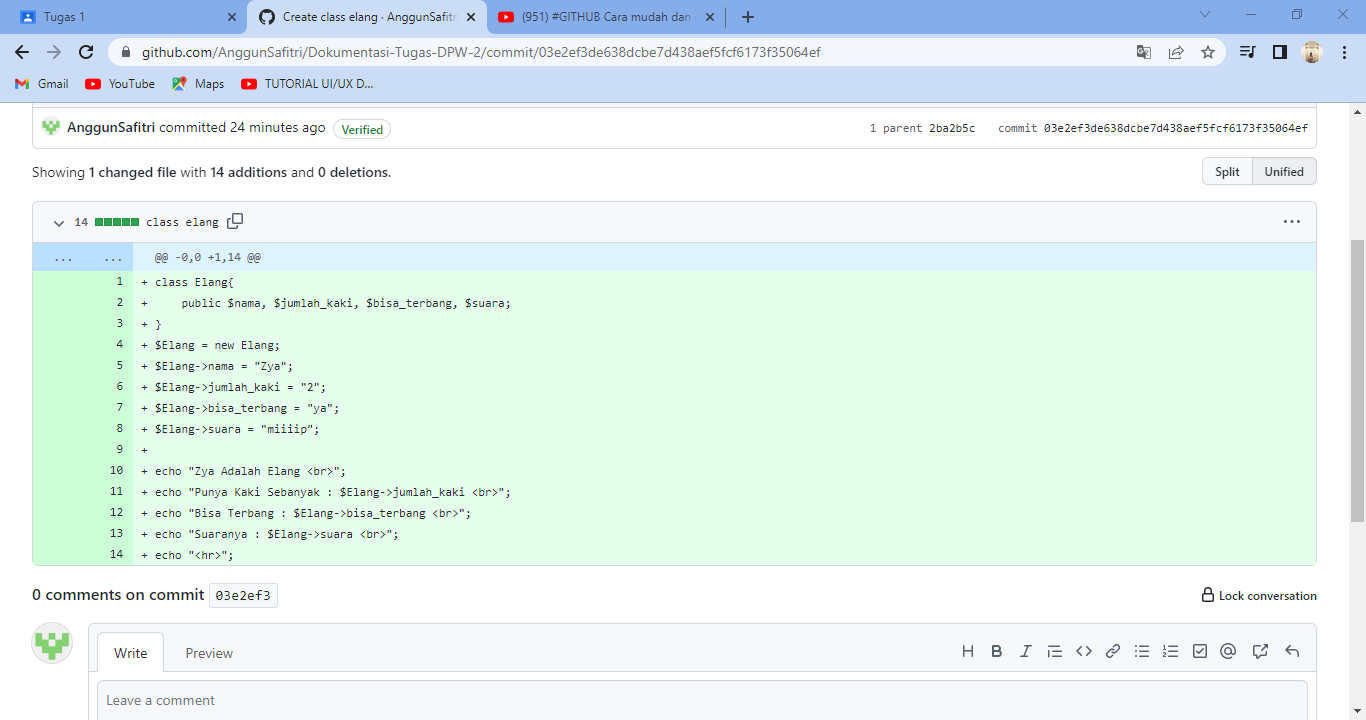 Tugas 1
Create class elang · AnggunSafitri
(951) #GITHUB Cara mudah dan
github.com/AnggunSafitri/Dokumentasi-Tugas-DPW-2/commit/03e2ef3de638dcbe7d438aef5fcf6173f35064ef
Gmail YouTube Maps TUTORIAL UI/UX D...
AnggunSafitri committed 24 minutes ago Verified 1 parent 2ba2b5c commit 03e2ef3de638dcbe7d438aef5fcf6173f35064ef
Showing 1 changed file with 14 additions and 0 deletions. Split Unified
14 class elang
... ... @@ -0,0 +1,14 @@
1 + class Elang{
2 +     public $nama, $jumlah_kaki, $bisa_terbang, $suara;
3 + }
4 + $Elang = new Elang;
5 + $Elang->nama = "Zya";
6 + $Elang->jumlah_kaki = "2";
7 + $Elang->bisa_terbang = "ya";
8 + $Elang->suara = "miiiip";
9 +
10 + echo "Zya Adalah Elang <br>";
11 + echo "Punya Kaki Sebanyak : $Elang->jumlah_kaki <br>";
12 + echo "Bisa Terbang : $Elang->bisa_terbang <br>";
13 + echo "Suaranya : $Elang->suara <br>";
14 + echo "<hr>";
0 comments on commit 03e2ef3 Lock conversation
Write Preview
Leave a comment